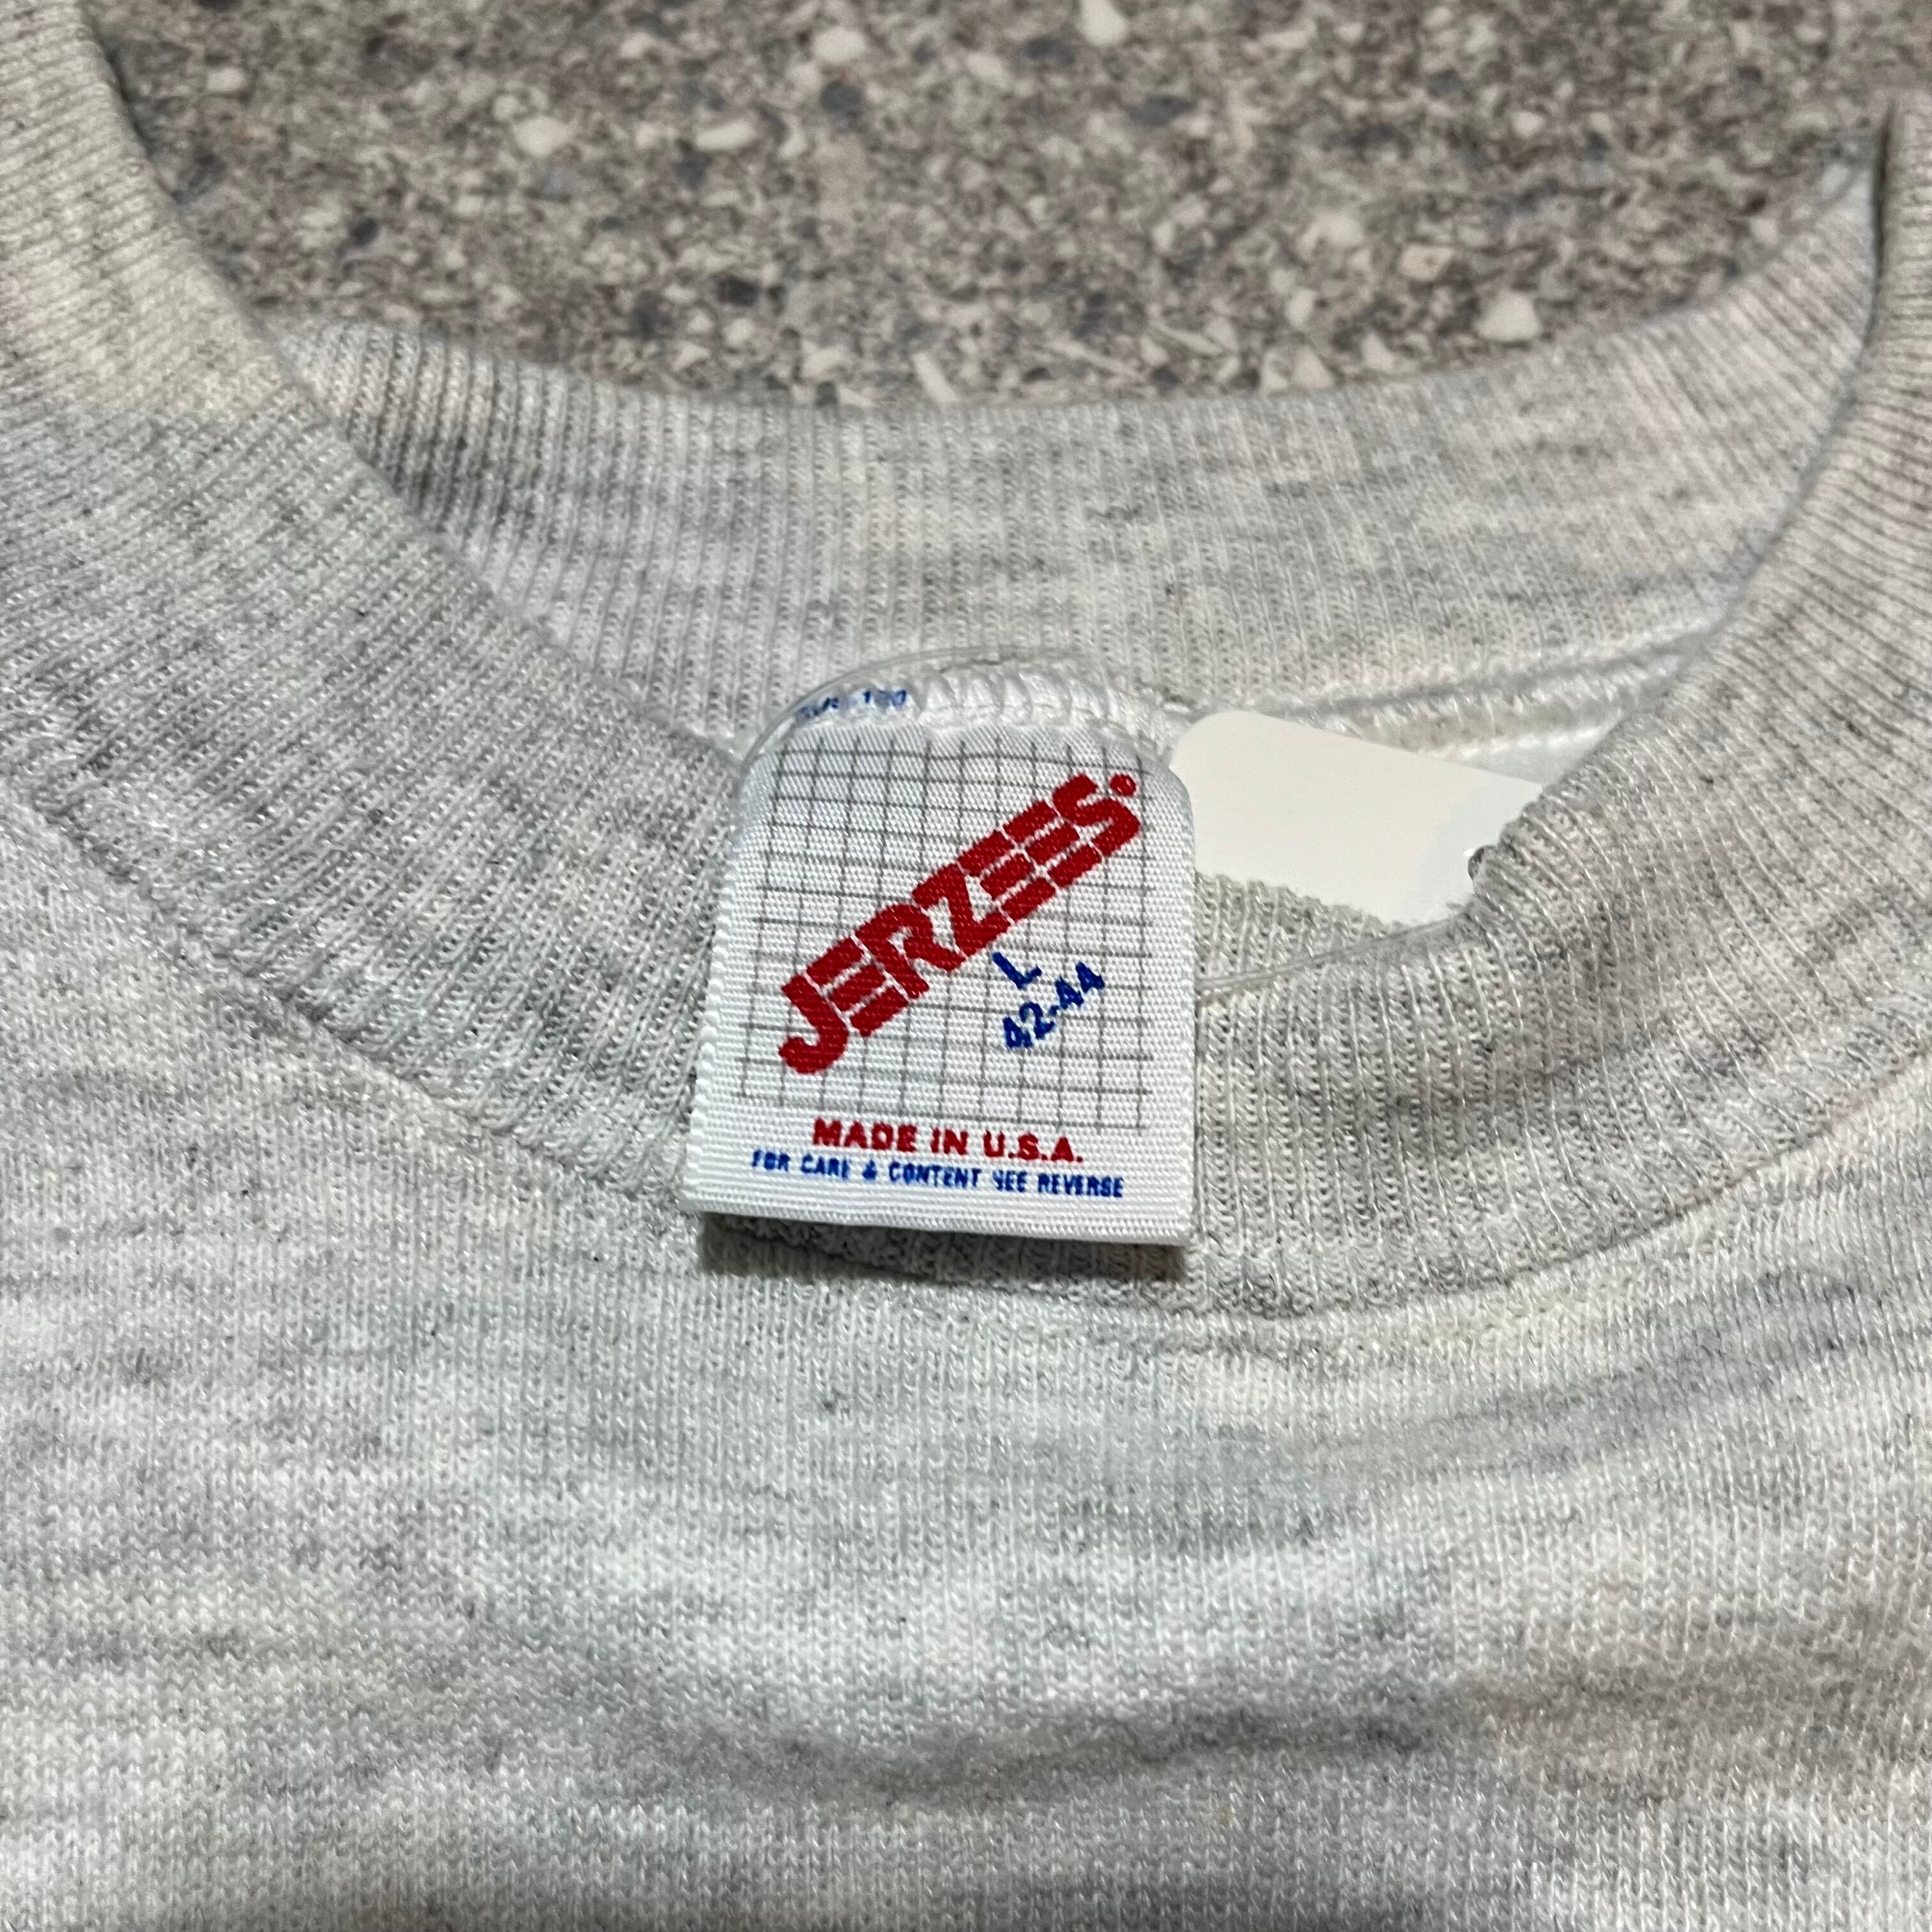 JERZEES
L
42-44
MADE IN U.S.A.
FOR CARE & CONTENT SEE REVERSE